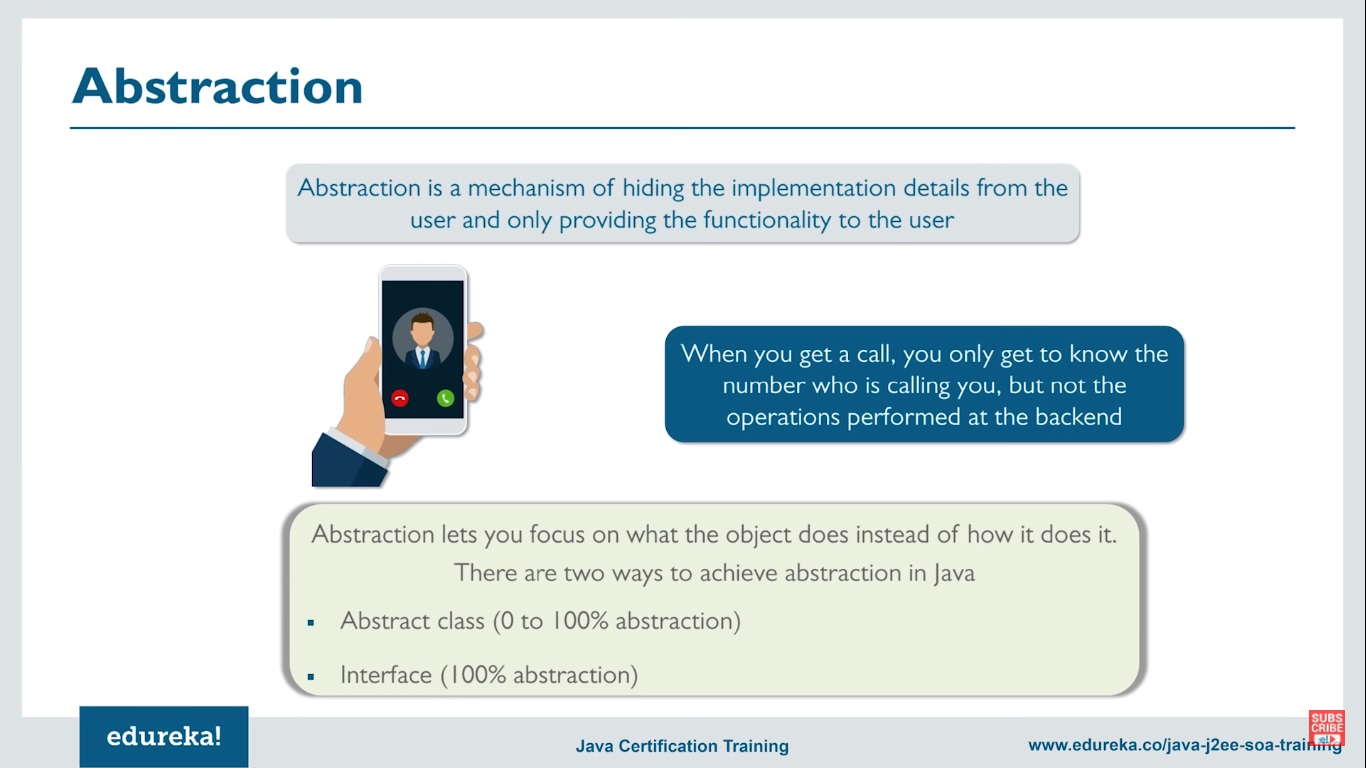 Abstraction
Abstraction is a mechanism of hiding the implementation details from the
user and only providing the functionality to the user
When you get a call, you only get to know the
number who is calling you, but not the
operations performed at the backend
Abstraction lets you focus on what the object does instead of how it does it.
There are two ways to achieve abstraction in Java
▪ Abstract class (0 to 100% abstraction)
▪ Interface (100% abstraction)
edureka!
Java Certification Training
www.edureka.co/java-j2ee-soa-training
SUBS
CRIBE